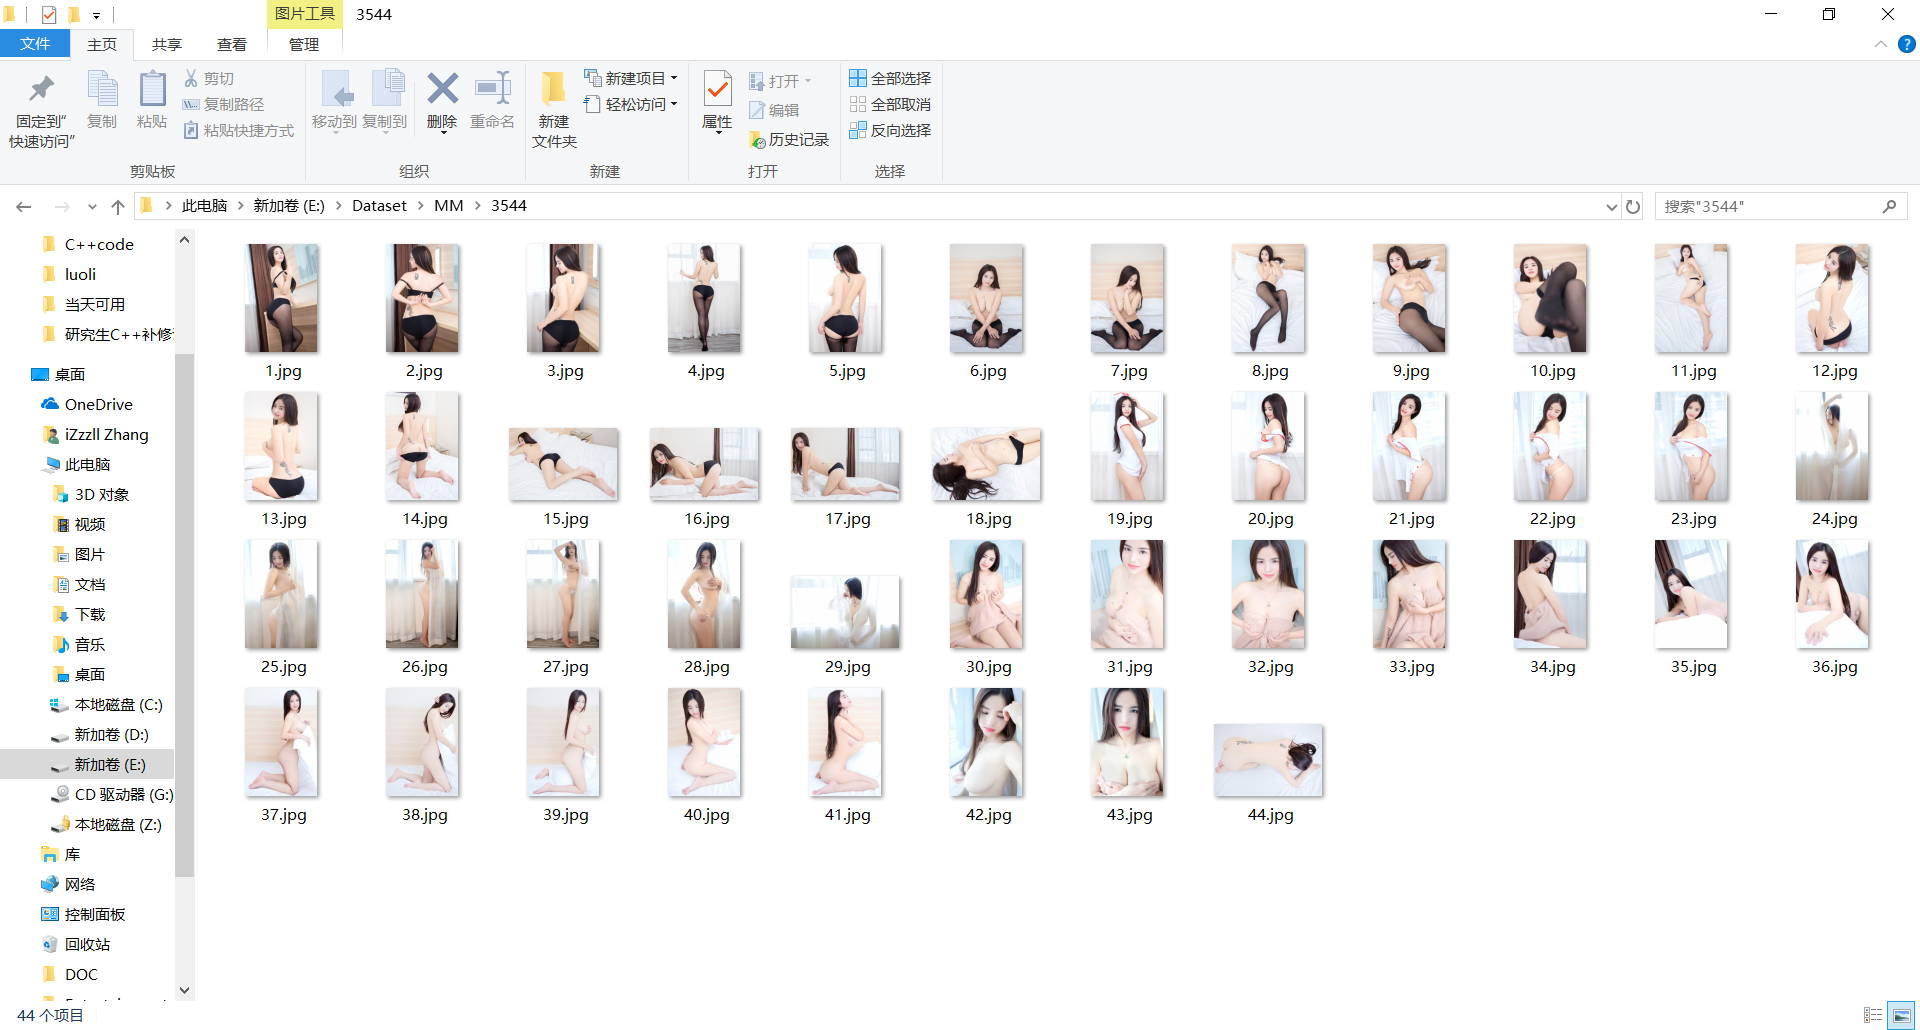 图片工具
3544
文件
主页
共享
查看
管理
固定到"
快速访问"
复制
粘贴
剪切
复制路径
粘贴快捷方式
剪贴板
移动到
复制到
删除
重命名
组织
新建
文件夹
新建项目
轻松访问
新建
属性
打开
编辑
历史记录
打开
全部选择
全部取消
反向选择
选择
此电脑
新加卷 (E:)
Dataset
MM
3544
搜索"3544"
C++code
luoli
当天可用
研究生C++补修
桌面
OneDrive
iZzzll Zhang
此电脑
3D 对象
视频
图片
文档
下载
音乐
桌面
本地磁盘 (C:)
新加卷 (D:)
新加卷 (E:)
CD 驱动器 (G:)
本地磁盘 (Z:)
库
网络
控制面板
回收站
DOC
1.jpg
2.jpg
3.jpg
4.jpg
5.jpg
6.jpg
7.jpg
8.jpg
9.jpg
10.jpg
11.jpg
12.jpg
13.jpg
14.jpg
15.jpg
16.jpg
17.jpg
18.jpg
19.jpg
20.jpg
21.jpg
22.jpg
23.jpg
24.jpg
25.jpg
26.jpg
27.jpg
28.jpg
29.jpg
30.jpg
31.jpg
32.jpg
33.jpg
34.jpg
35.jpg
36.jpg
37.jpg
38.jpg
39.jpg
40.jpg
41.jpg
42.jpg
43.jpg
44.jpg
44 个项目